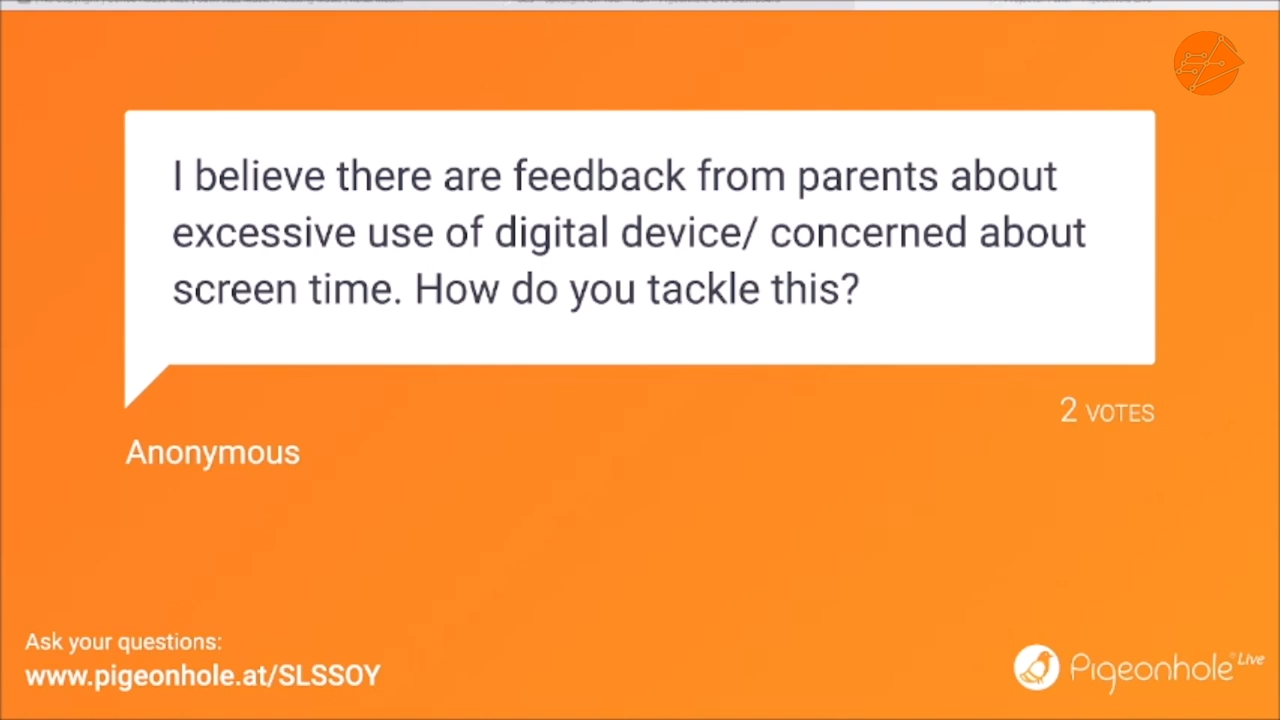 I believe there are feedback from parents about
excessive use of digital device/ concerned about
screen time. How do you tackle this?
2 VOTES
Anonymous
Ask your questions:
www.pigeonhole.at/SLSSOY
Pigeonhole Live